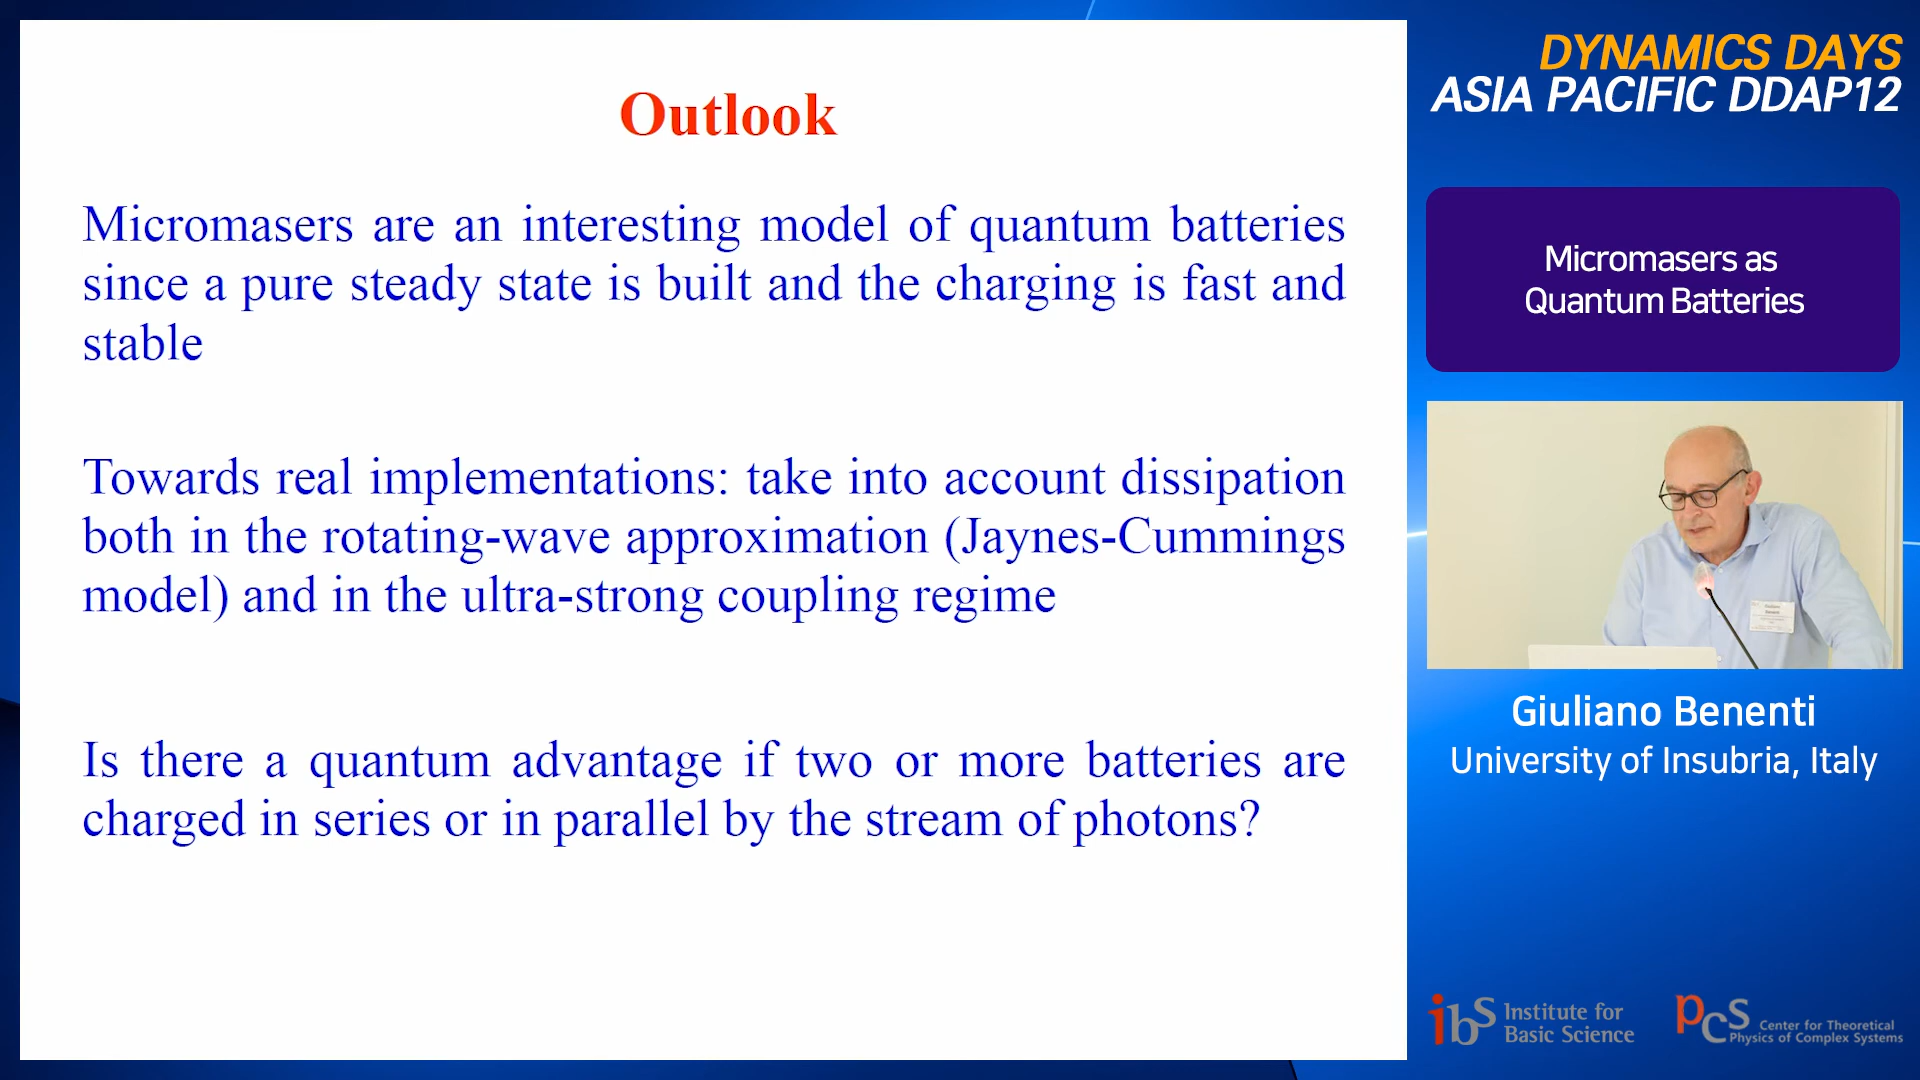 Outlook
Micromasers are an interesting model of quantum batteries
since a pure steady state is built and the charging is fast and
stable
Towards real implementations: take into account dissipation
both in the rotating-wave approximation (Jaynes-Cummings
model) and in the ultra-strong coupling regime
Is there a quantum advantage if two or more batteries are
charged in series or in parallel by the stream of photons?
DYNAMICS DAYS
ASIA PACIFIC DDAP12
Micromasers as
Quantum Batteries
Giuliano
Benenti
Giuliano Benenti
University of Insubria, Italy
ibs Institute for
Basic Science
pcs Center for Theoretical
Physics of Complex Systems